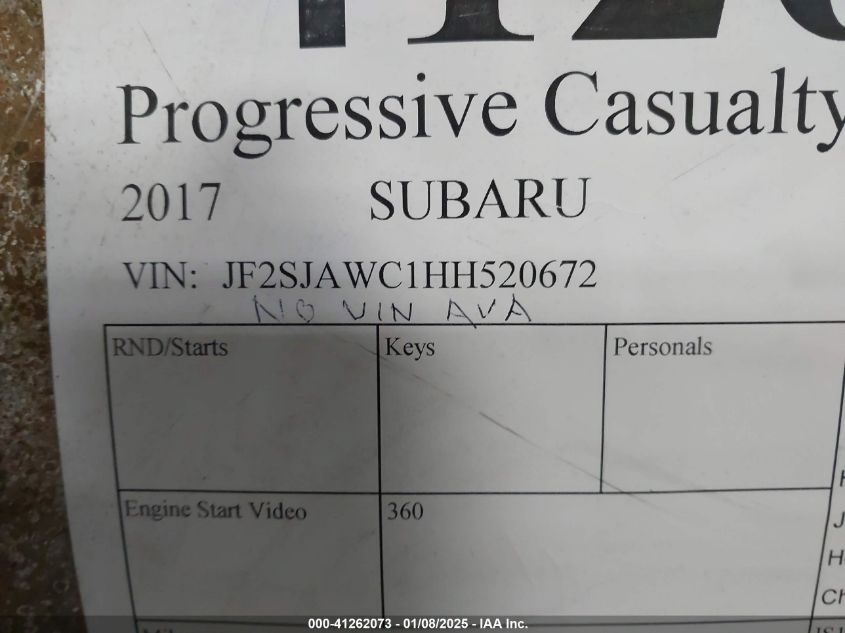 Progressive Casualty
2017 SUBARU
VIN: JF2SJAWC1HH520672
NO VIN AVA
RND/Starts Keys Personals
Engine Start Video 360
000-41262073 - 01/08/2025 - IAA Inc.